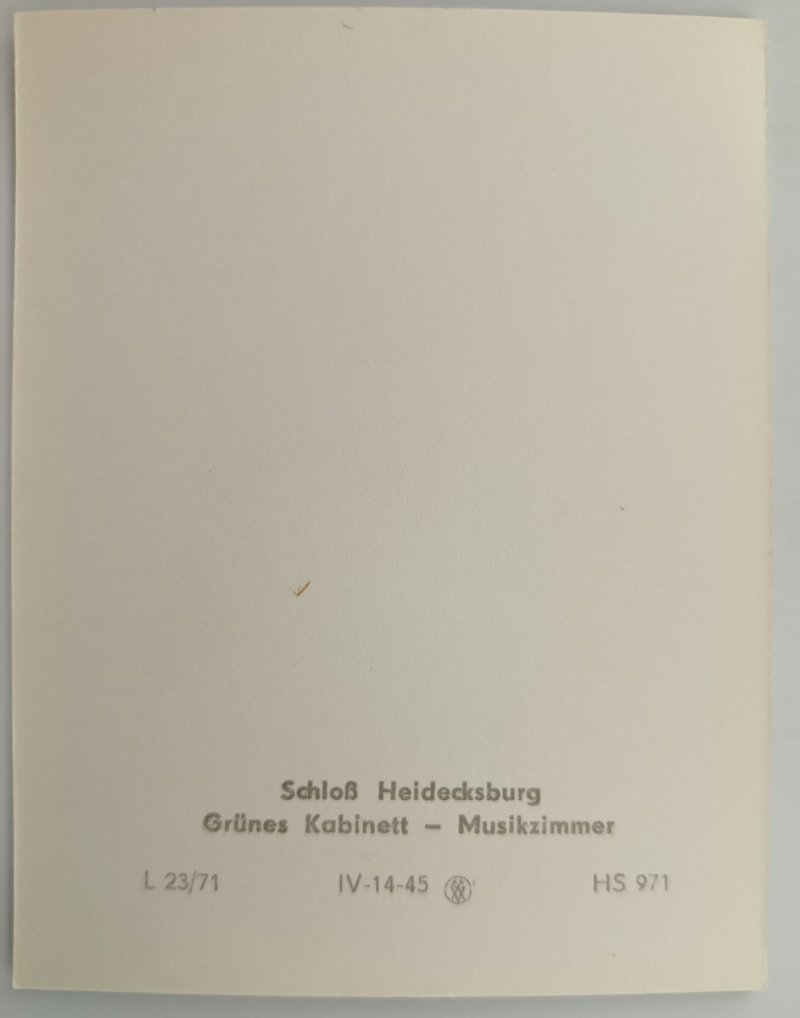 Schloß Heidecksburg
Grünes Kabinett – Musikzimmer
L 23/71 IV-14-45 HS 971